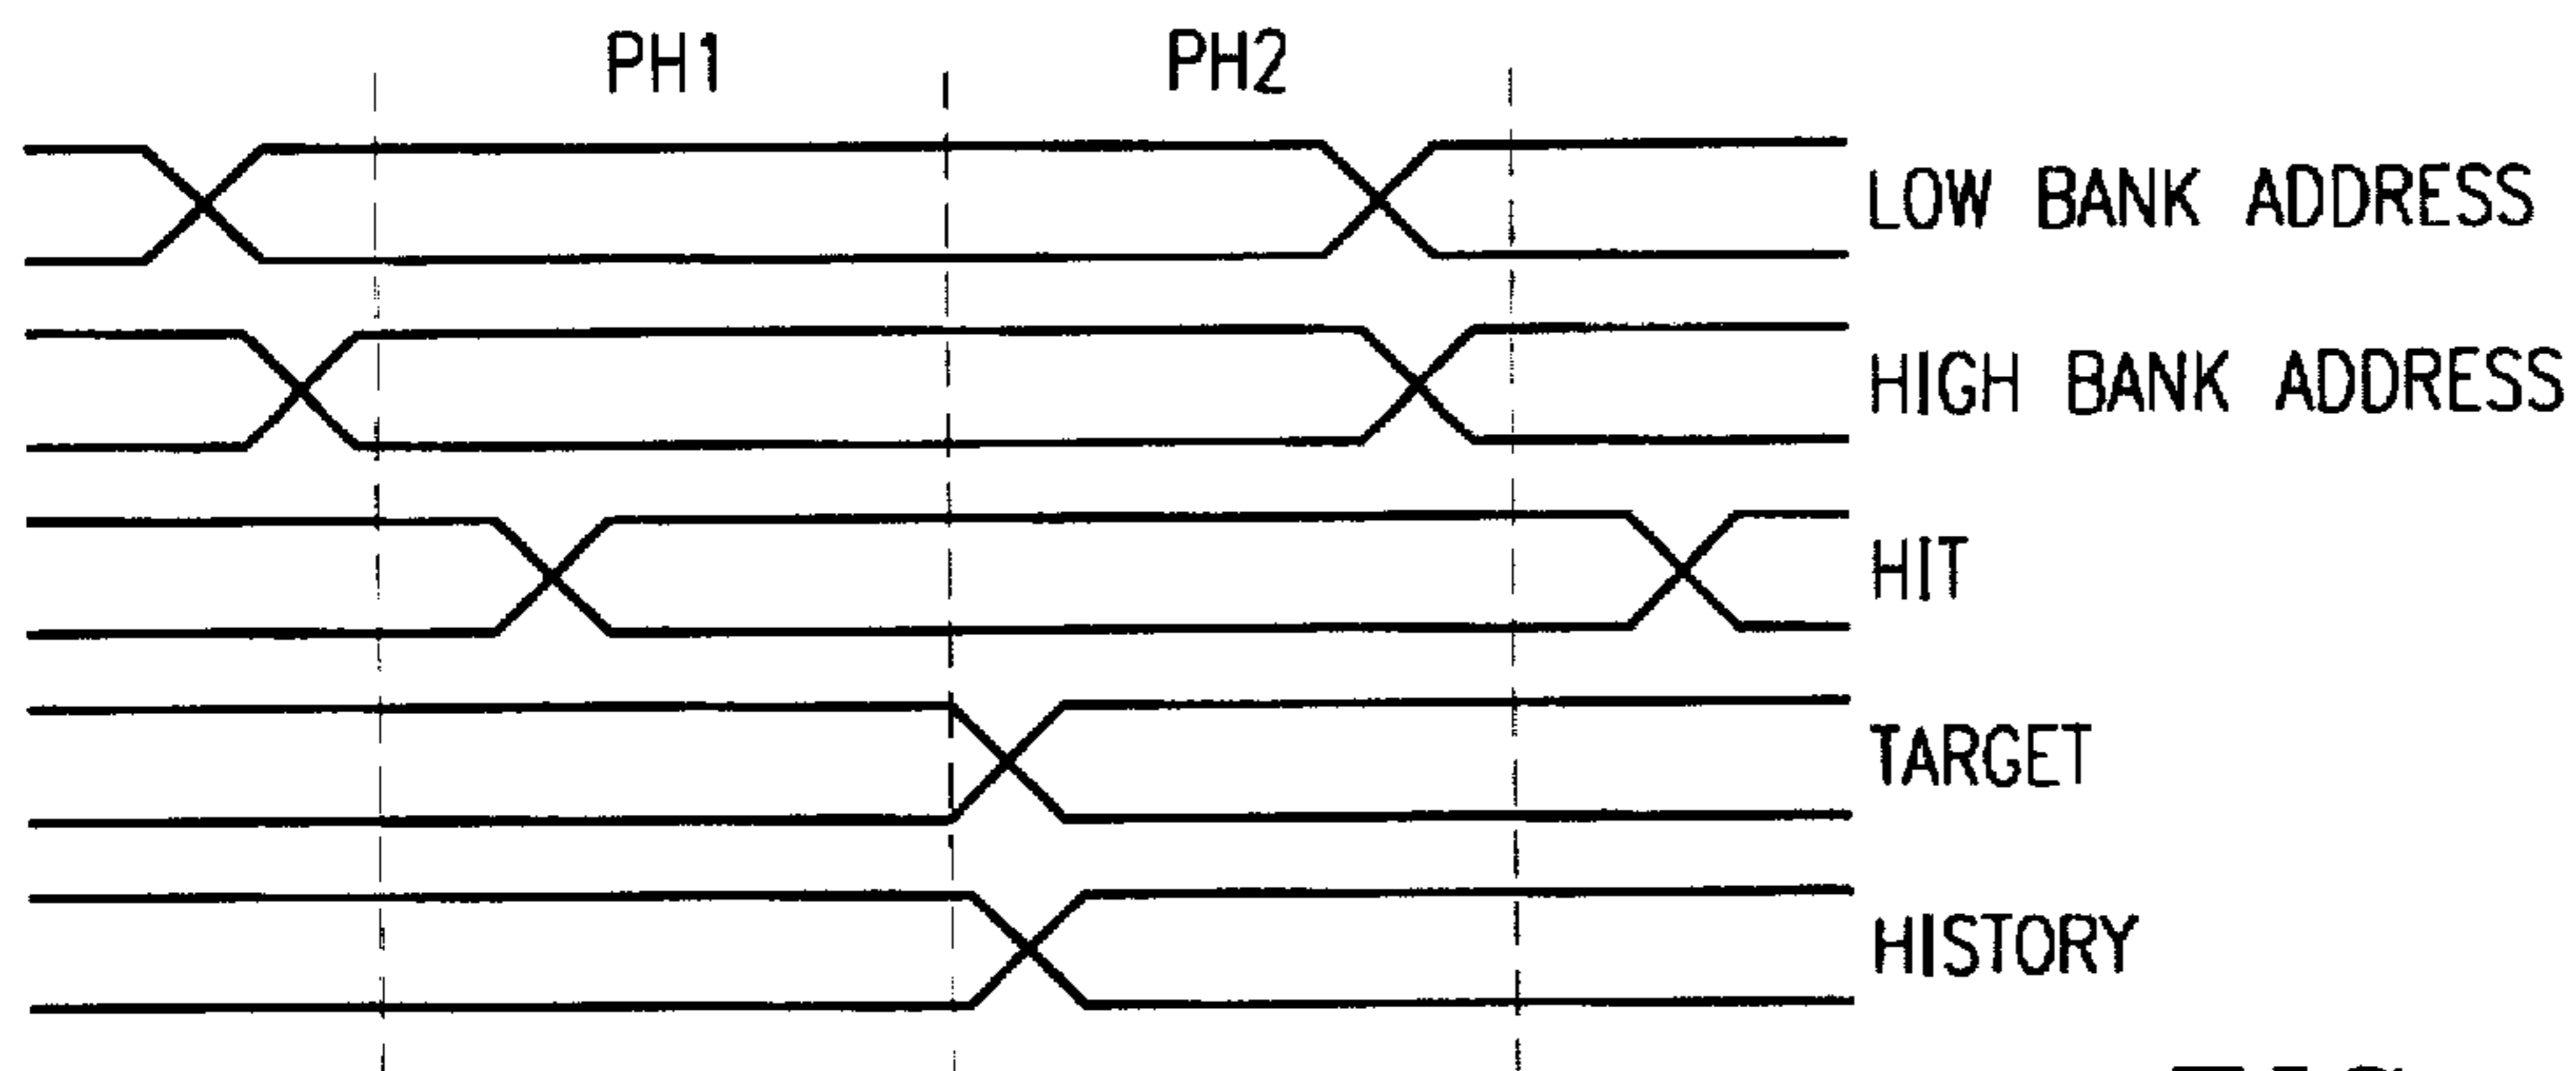 PH1 PH2
LOW BANK ADDRESS
HIGH BANK ADDRESS
HIT
TARGET
HISTORY